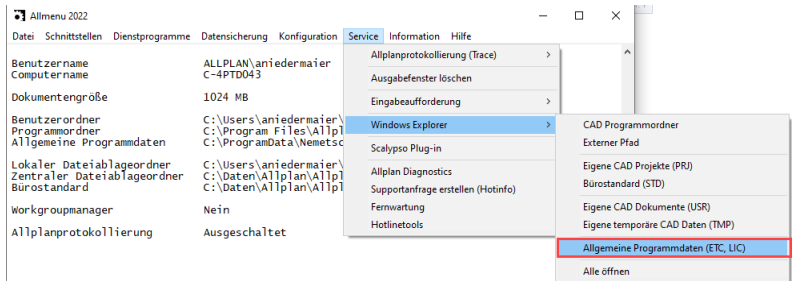 Allmenu 2022
Datei Schnittstellen Dienstprogramme Datensicherung Konfiguration Service Information Hilfe
Benutzername ALLPLAN\aniedermaier
Computername C-4PTD043
Dokumentengröße 1024 MB
Benutzerordner C:\Users\aniedermaier\
Programmordner C:\Program Files\Allpl
Allgemeine Programmdaten C:\ProgramData\Nemetsc
Lokaler Dateiablageordner C:\Users\aniedermaier\
Zentraler Dateiablageordner C:\Daten\Allplan\Allpl
Bürostandard C:\Daten\Allplan\Allpl
Workgroupmanager Nein
Allplanprotokollierung Ausgeschaltet
Allplanprotokollierung (Trace)
Ausgabefenster löschen
Eingabeaufforderung
Windows Explorer
Scalypso Plug-in
Allplan Diagnostics
Supportanfrage erstellen (Hotinfo)
Fernwartung
Hotlinetools
CAD Programmordner
Externer Pfad
Eigene CAD Projekte (PRJ)
Bürostandard (STD)
Eigene CAD Dokumente (USR)
Eigene temporäre CAD Daten (TMP)
Allgemeine Programmdaten (ETC, LIC)
Alle öffnen